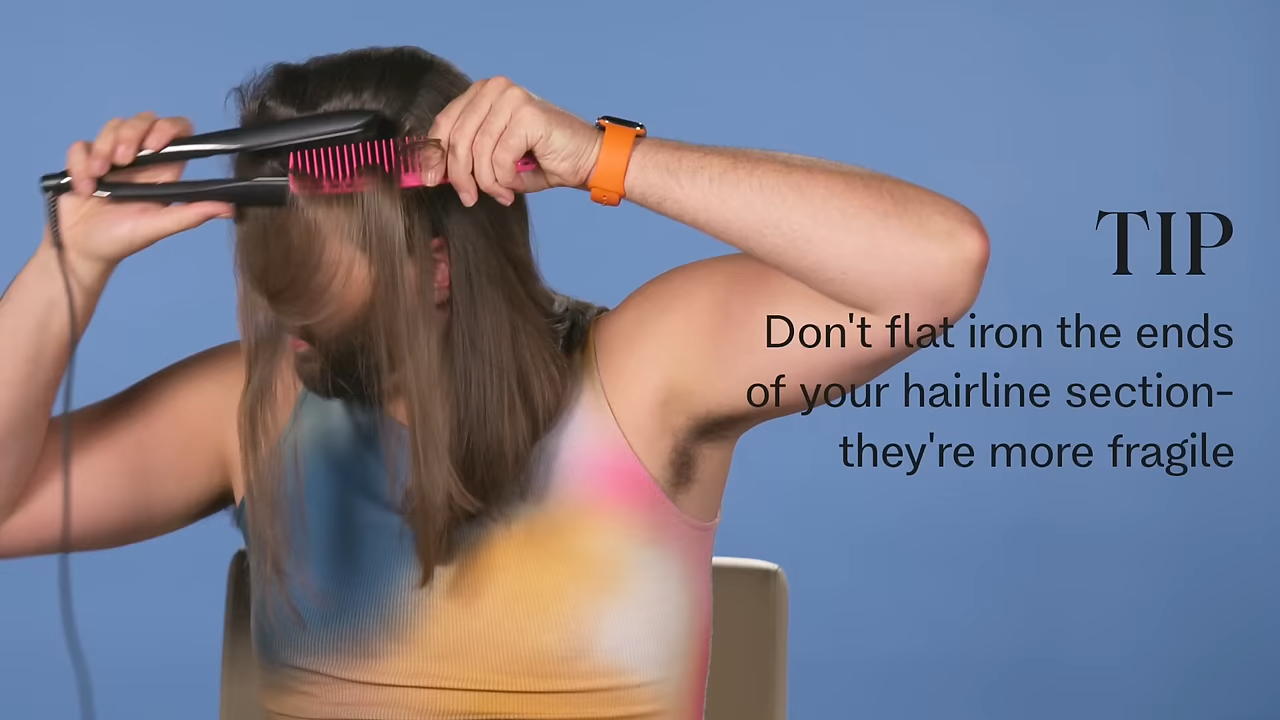 TIP
Don't flat iron the ends
of your hairline section-
they're more fragile